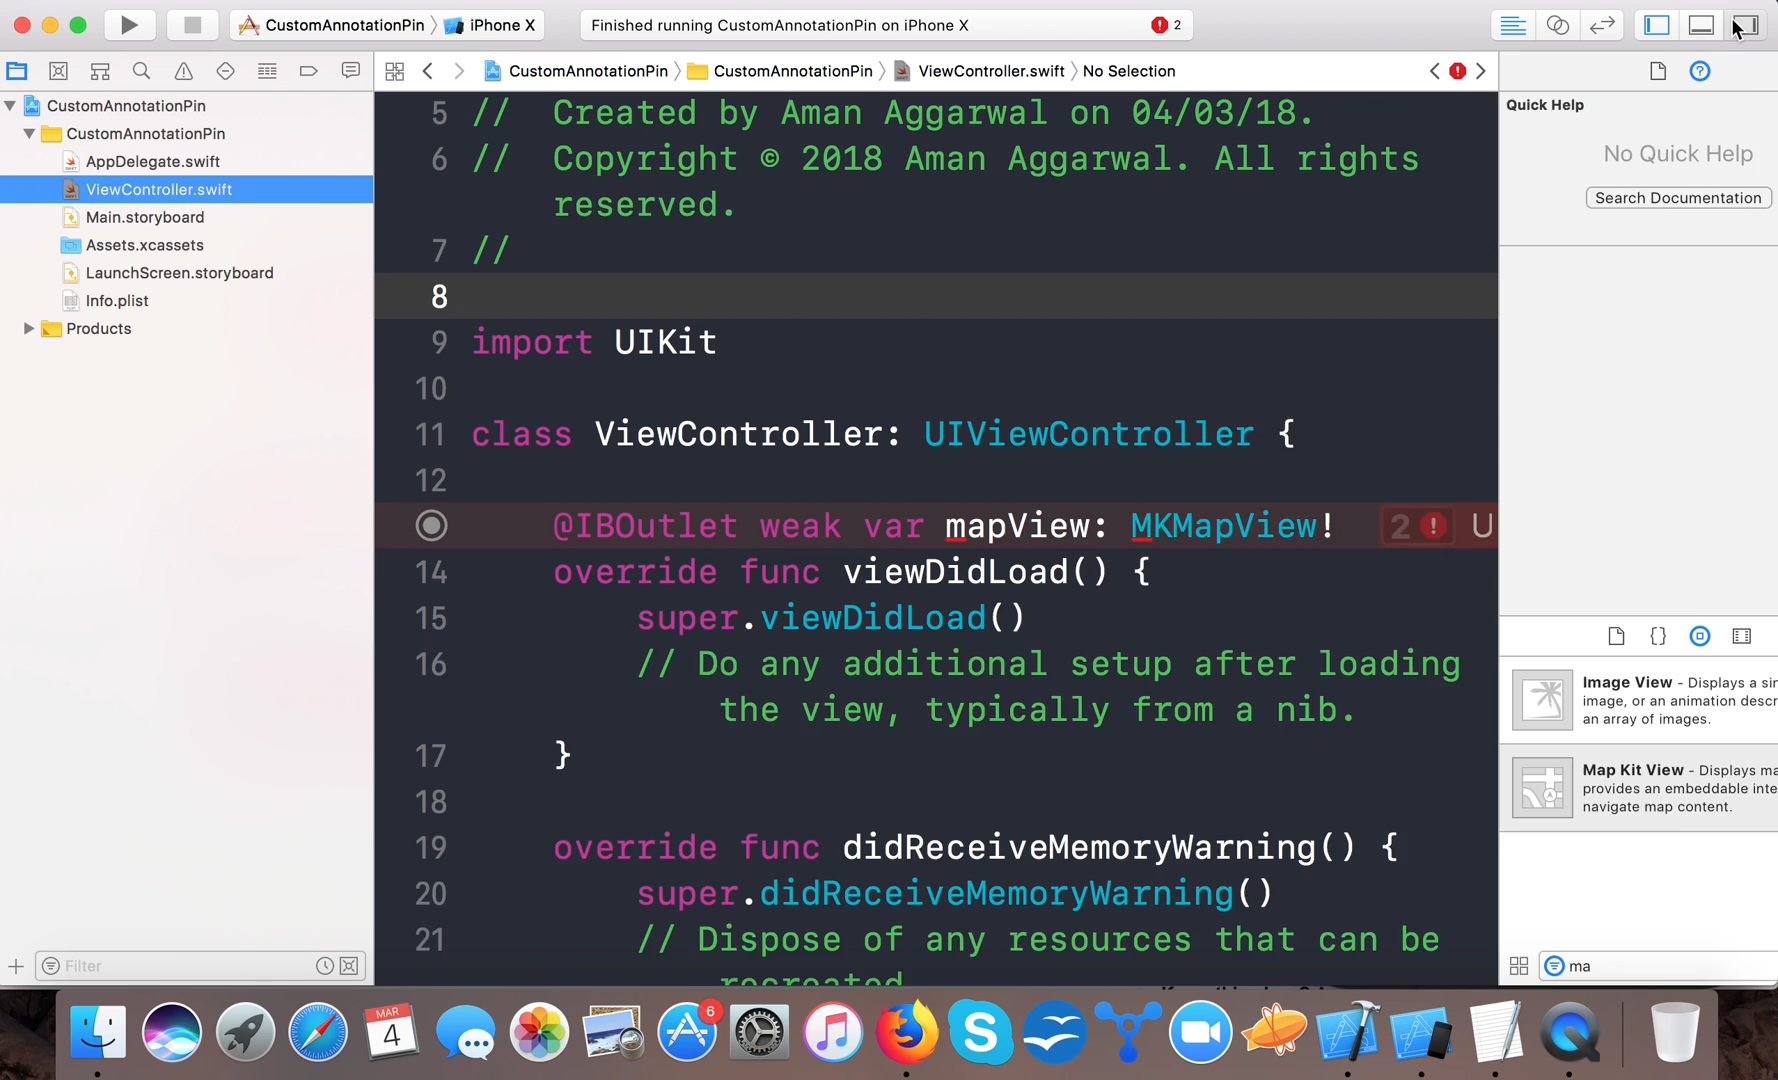 CustomAnnotationPin
iPhone X
Finished running CustomAnnotationPin on iPhone X
2
CustomAnnotationPin
CustomAnnotationPin
ViewController.swift
No Selection
CustomAnnotationPin
CustomAnnotationPin
AppDelegate.swift
ViewController.swift
Main.storyboard
Assets.xcassets
LaunchScreen.storyboard
Info.plist
Products
Filter
5 //  Created by Aman Aggarwal on 04/03/18.
6 //  Copyright © 2018 Aman Aggarwal. All rights
reserved.
7 //
8
9 import UIKit
10
11 class ViewController: UIViewController {
12
@IBOutlet weak var mapView: MKMapView! 2 U
14 override func viewDidLoad() {
15 super.viewDidLoad()
16 // Do any additional setup after loading
the view, typically from a nib.
17 }
18
19 override func didReceiveMemoryWarning() {
20 super.didReceiveMemoryWarning()
21 // Dispose of any resources that can be
recreated
Quick Help
No Quick Help
Search Documentation
{}
Image View - Displays a sin
image, or an animation descr
an array of images.
Map Kit View - Displays ma
provides an embeddable inte
navigate map content.
ma
MAR
4
6